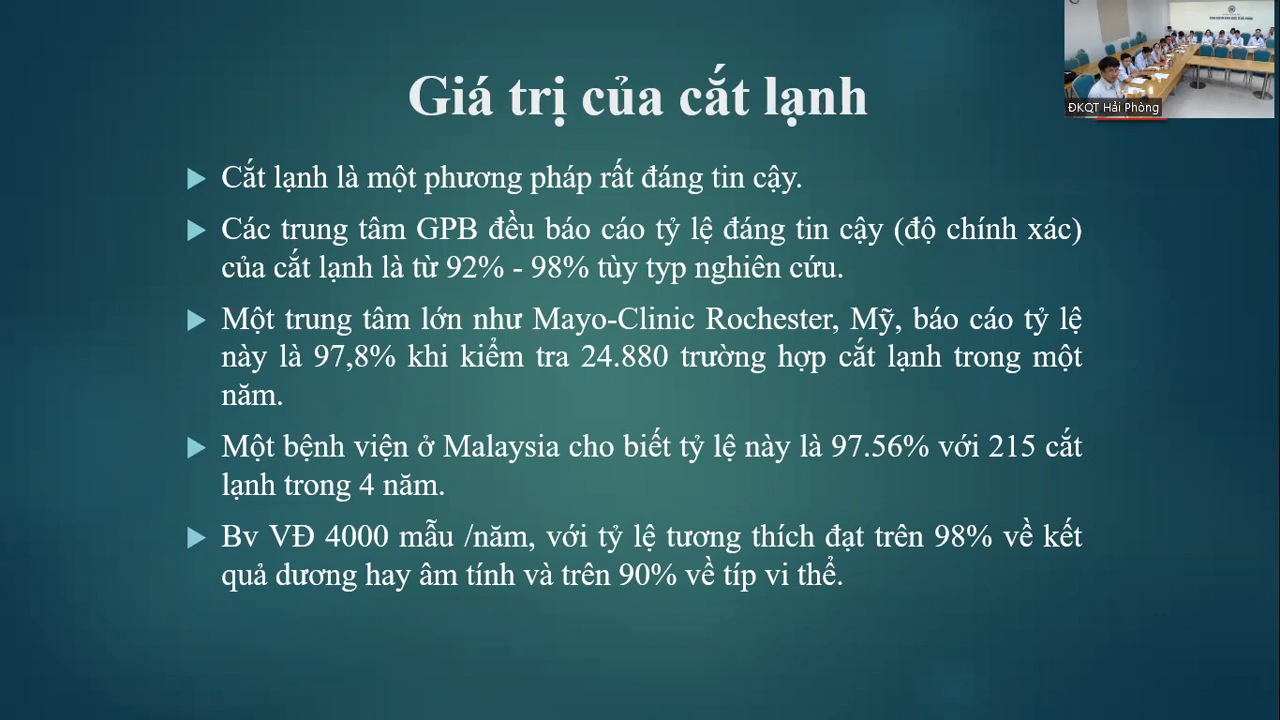 Giá trị của cắt lạnh
Cắt lạnh là một phương pháp rất đáng tin cậy.
Các trung tâm GPB đều báo cáo tỷ lệ đáng tin cậy (độ chính xác)
của cắt lạnh là từ 92% - 98% tùy typ nghiên cứu.
Một trung tâm lớn như Mayo-Clinic Rochester, Mỹ, báo cáo tỷ lệ
này là 97,8% khi kiểm tra 24.880 trường hợp cắt lạnh trong một
năm.
Một bệnh viện ở Malaysia cho biết tỷ lệ này là 97.56% với 215 cắt
lạnh trong 4 năm.
Bv VĐ 4000 mẫu /năm, với tỷ lệ tương thích đạt trên 98% về kết
quả dương hay âm tính và trên 90% về típ vi thể.
ĐKQT Hải Phòng